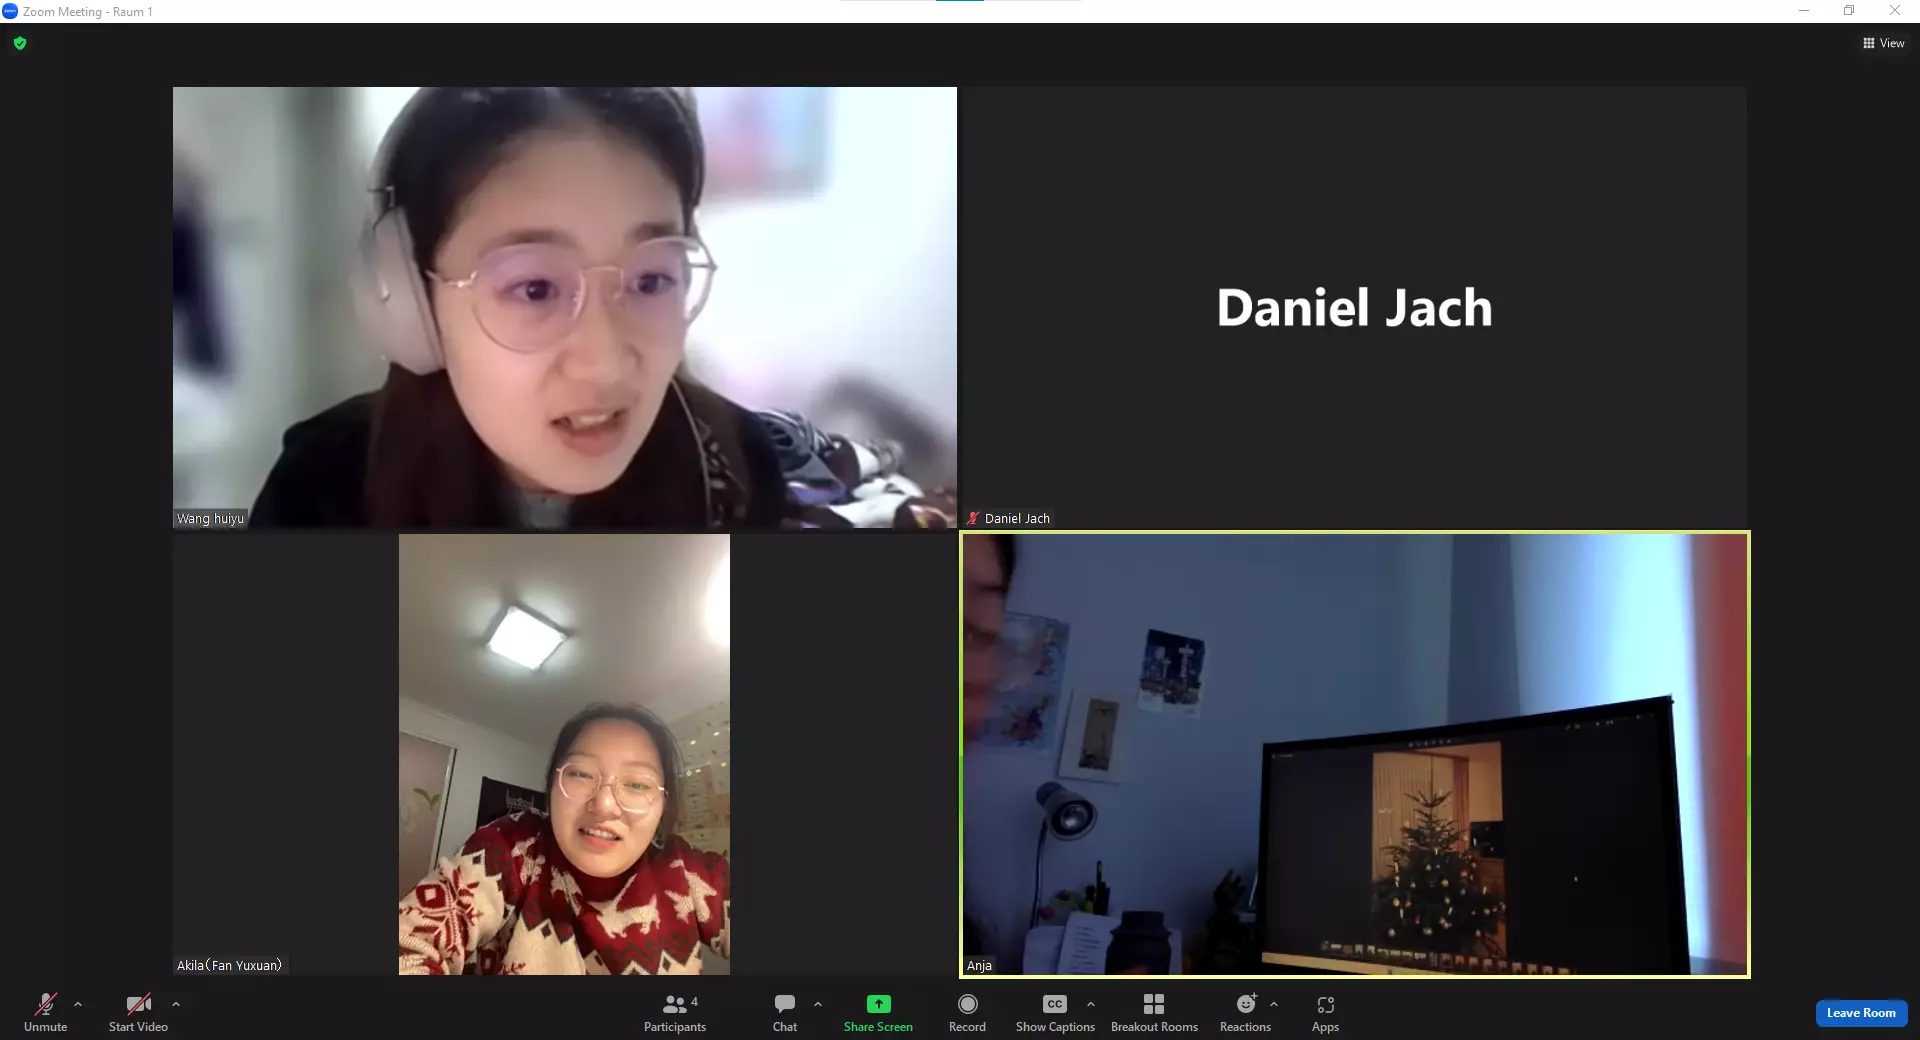 Zoom Meeting - Raum 1
View
Daniel Jach
Wang huiyu
Daniel Jach
Akila(Fan Yuxuan)
Anja
Unmute
Start Video
4
Participants
Chat
Share Screen
Record
CC
Show Captions
Breakout Rooms
Reactions
Apps
Leave Room